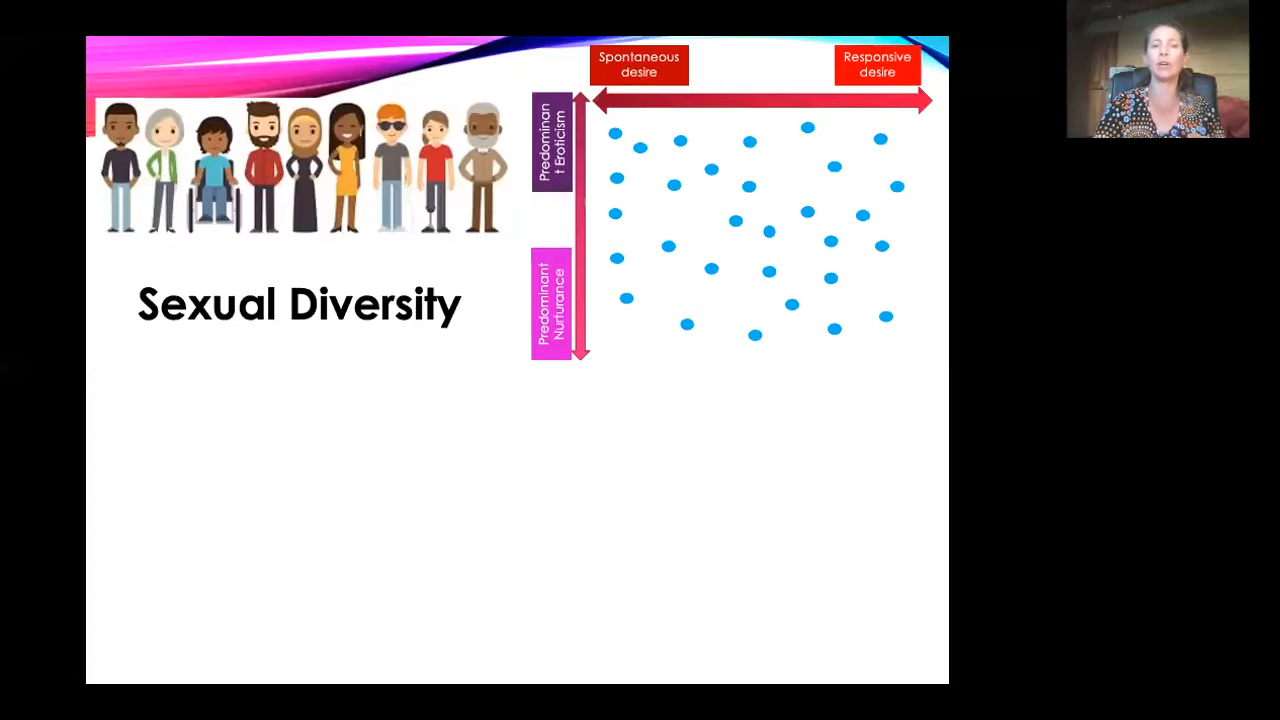 Spontaneous
desire
Responsive
desire
Predominan
t Eroticism
Predominant
Nurturance
Sexual Diversity